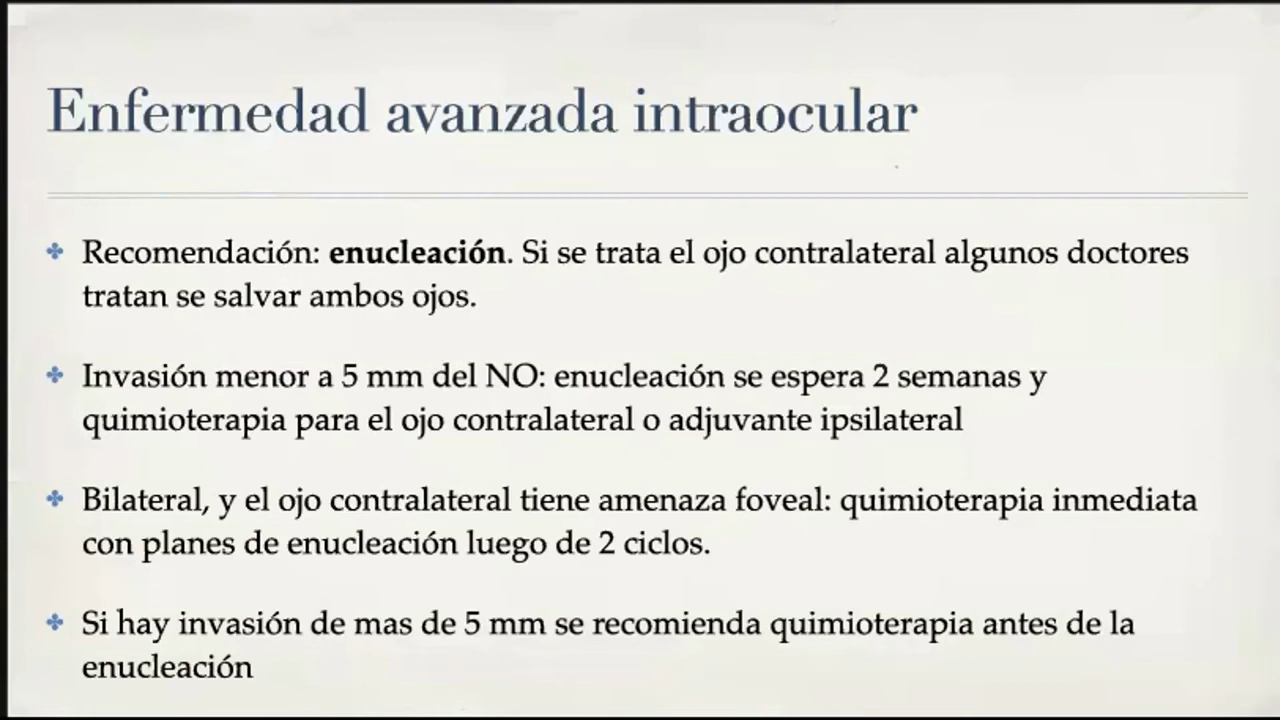 Enfermedad avanzada intraocular
Recomendación: enucleación. Si se trata el ojo contralateral algunos doctores
tratan se salvar ambos ojos.
Invasión menor a 5 mm del NO: enucleación se espera 2 semanas y
quimioterapia para el ojo contralateral o adjuvante ipsilateral
Bilateral, y el ojo contralateral tiene amenaza foveal: quimioterapia inmediata
con planes de enucleación luego de 2 ciclos.
Si hay invasión de mas de 5 mm se recomienda quimioterapia antes de la
enucleación